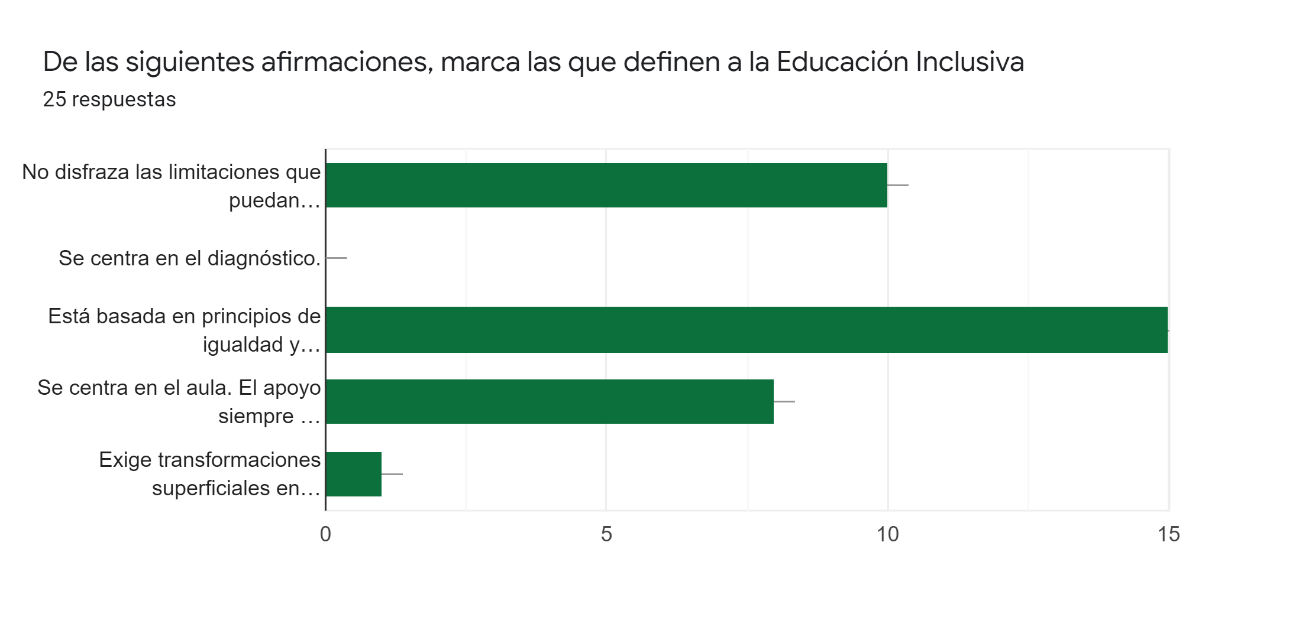 De las siguientes afirmaciones, marca las que definen a la Educación Inclusiva
25 respuestas
No disfraza las limitaciones que
puedan…
Se centra en el diagnóstico.
Está basada en principios de
igualdad y…
Se centra en el aula. El apoyo
siempre …
Exige transformaciones
superficiales en…
0 5 10 15